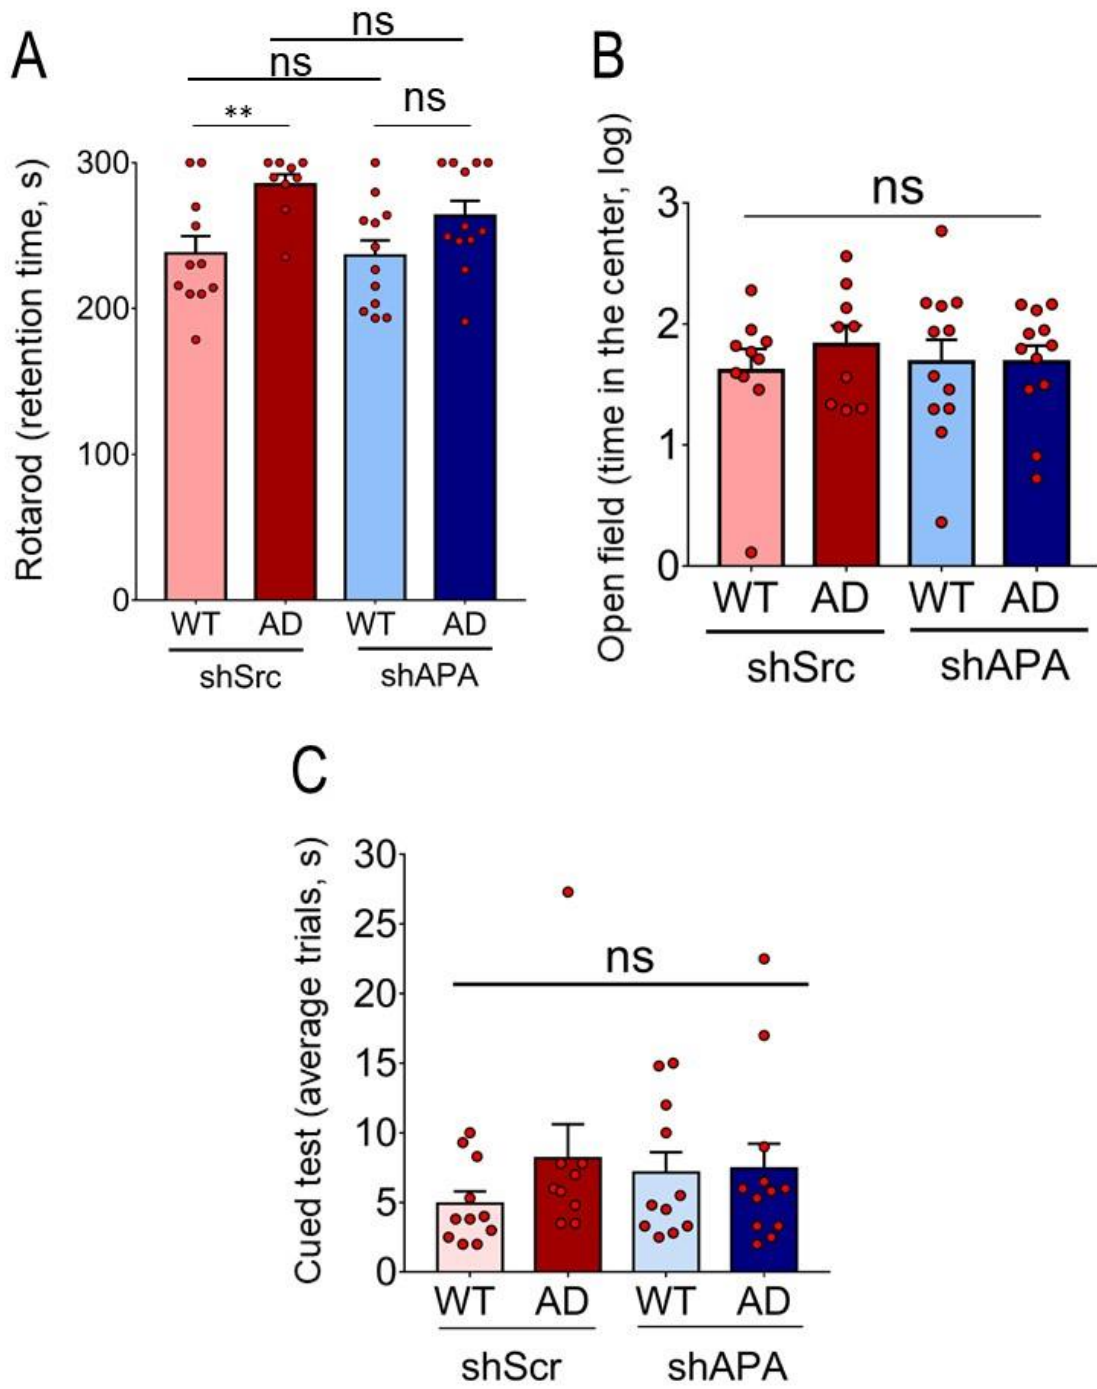 A
ns
ns
**
ns
Rotarod (retention time, s)
300
200
100
0
WT AD WT AD
shSrc shAPA
B
ns
Open field (time in the center, log)
3
2
1
0
WT AD WT AD
shSrc shAPA
C
ns
Cued test (average trials, s)
30
25
20
15
10
5
0
WT AD WT AD
shScr shAPA